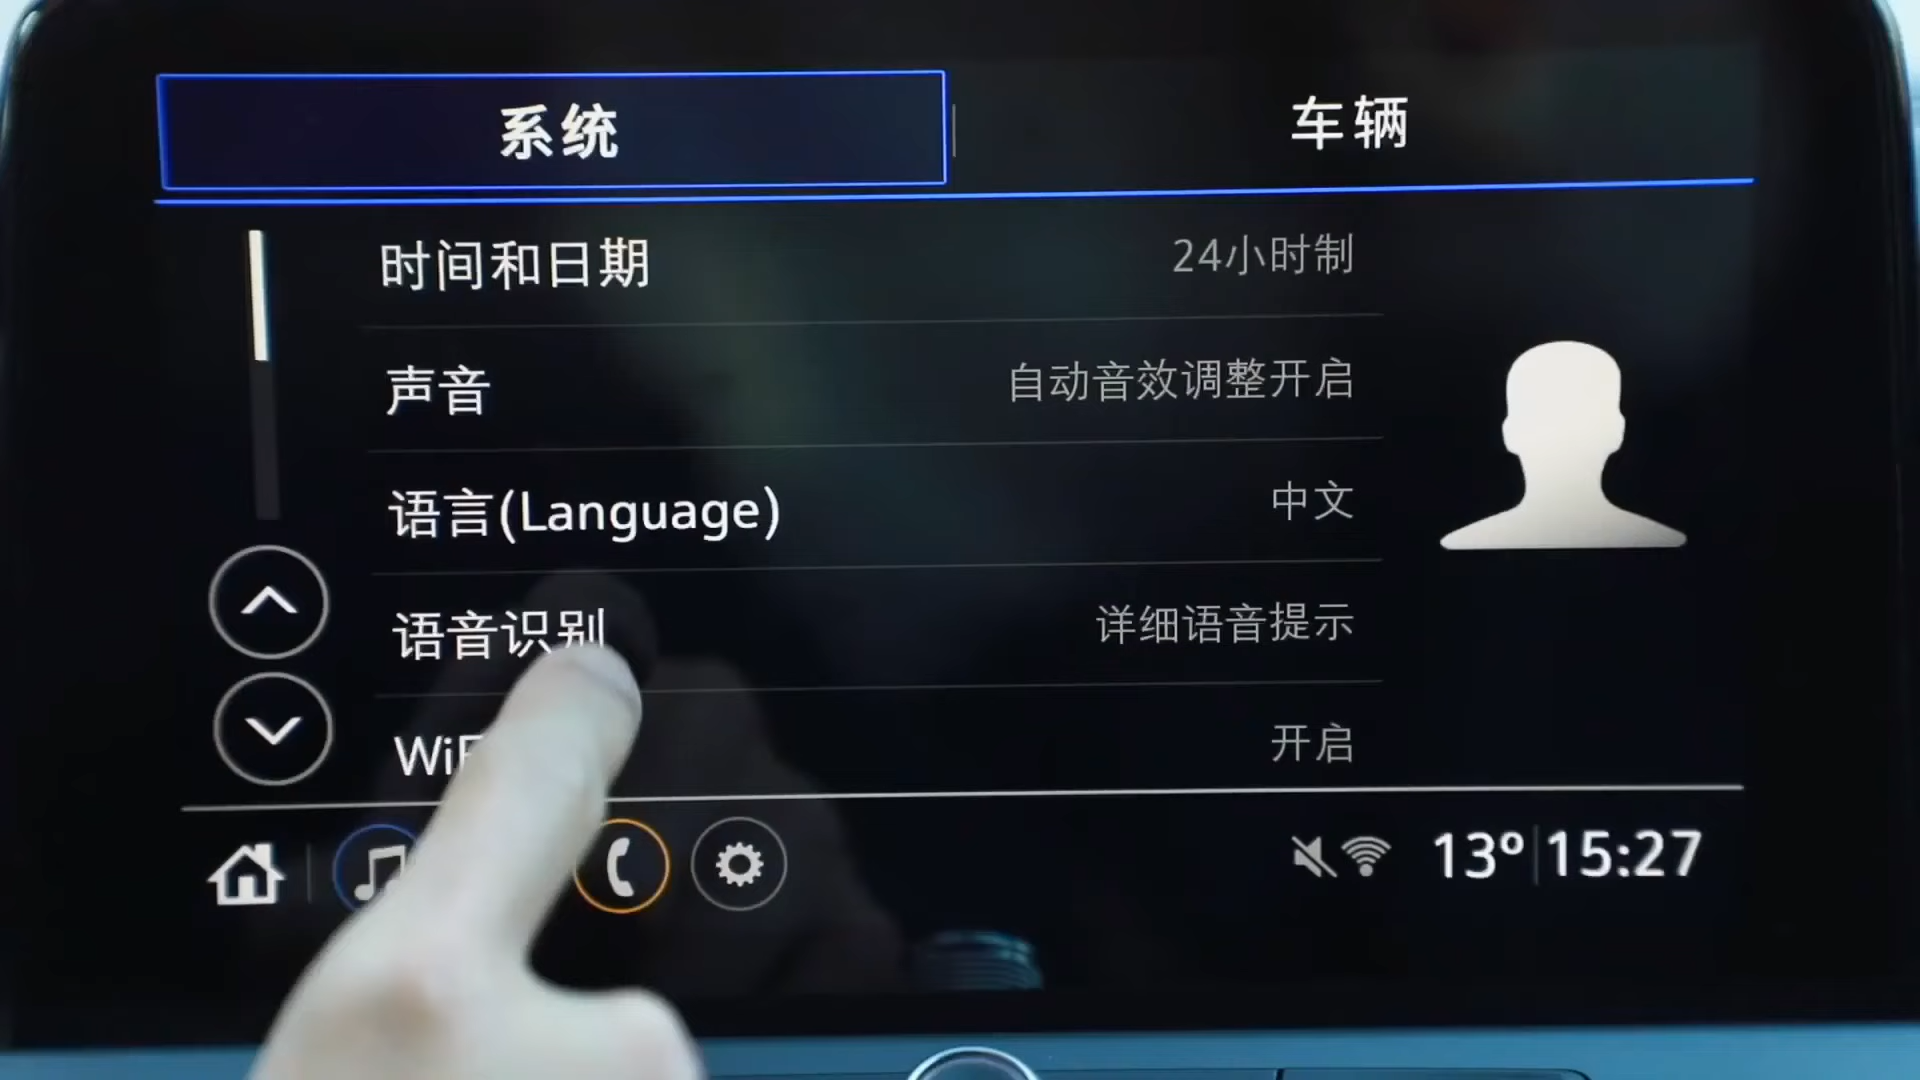 系统
车辆
时间和日期
24小时制
声音
自动音效调整开启
语言(Language)
中文
语音识别
详细语音提示
开启
13° 15:27